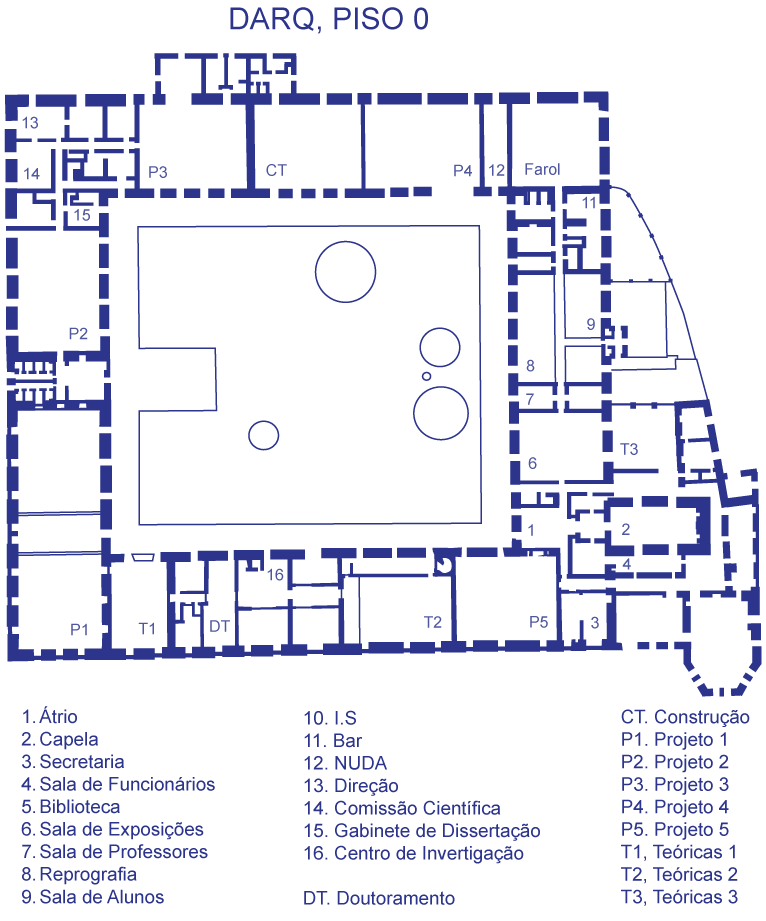 DARQ, PISO 0
13
14
15
P3
CT
P4
12
Farol
11
P2
9
8
7
6
T3
1
2
4
16
P1
T1
DT
T2
P5
3
1. Átrio
2. Capela
3. Secretaria
4. Sala de Funcionários
5. Biblioteca
6. Sala de Exposições
7. Sala de Professores
8. Reprografia
9. Sala de Alunos
10. I.S
11. Bar
12. NUDA
13. Direção
14. Comissão Científica
15. Gabinete de Dissertação
16. Centro de Invertigação
DT. Doutoramento
CT. Construção
P1. Projeto 1
P2. Projeto 2
P3. Projeto 3
P4. Projeto 4
P5. Projeto 5
T1, Teóricas 1
T2, Teóricas 2
T3, Teóricas 3